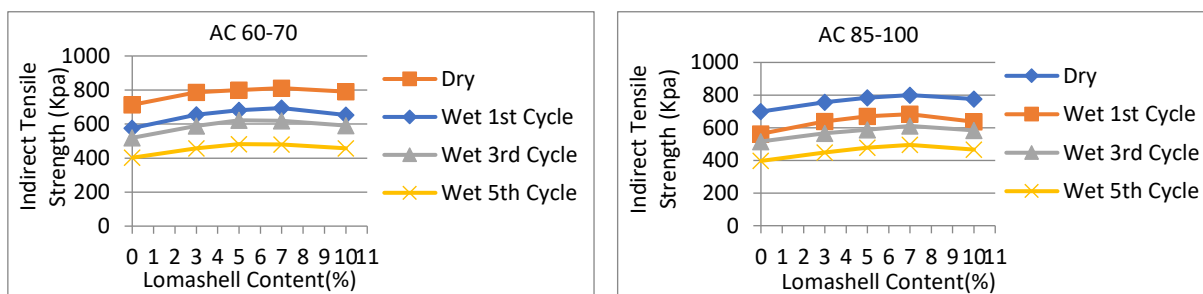 AC 60-70
Indirect Tensile
Strength (Kpa)
1000
800
600
400
200
0
0 1 2 3 4 5 6 7 8 9 10 11
Lomashell Content(%)
Dry
Wet 1st Cycle
Wet 3rd Cycle
Wet 5th Cycle
AC 85-100
Indirect Tensile
Strength (Kpa)
1000
800
600
400
200
0
0 1 2 3 4 5 6 7 8 9 10 11
Lomashell Content(%)
Dry
Wet 1st Cycle
Wet 3rd Cycle
Wet 5th Cycle